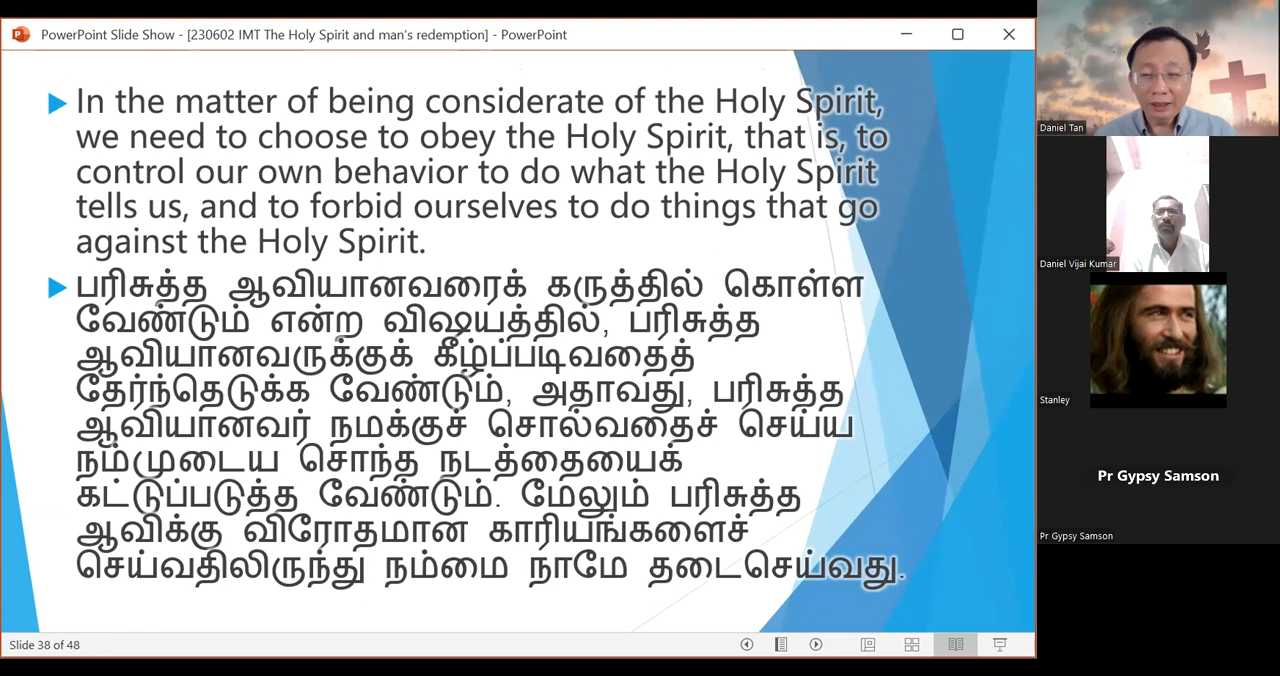 PowerPoint Slide Show - [230602 IMT The Holy Spirit and man's redemption] - PowerPoint
In the matter of being considerate of the Holy Spirit,
we need to choose to obey the Holy Spirit, that is, to
control our own behavior to do what the Holy Spirit
tells us, and to forbid ourselves to do things that go
against the Holy Spirit.
பரிசுத்த ஆவியானவரைக் கருத்தில் கொள்ள
வேண்டும் என்ற விஷயத்தில், பரிசுத்த
ஆவியானவருக்குக் கீழ்ப்படிவதைத்
தேர்ந்தெடுக்க வேண்டும், அதாவது, பரிசுத்த
ஆவியானவர் நமக்குச் சொல்வதைச் செய்ய
நம்முடைய சொந்த நடத்தையைக்
கட்டுப்படுத்த வேண்டும். மேலும் பரிசுத்த
ஆவிக்கு விரோதமான காரியங்களைச்
செய்வதிலிருந்து நம்மை நாமே தடைசெய்வது.
Slide 38 of 48
Daniel Tan
Daniel Vijai Kumar
Stanley
Pr Gypsy Samson
Pr Gypsy Samson